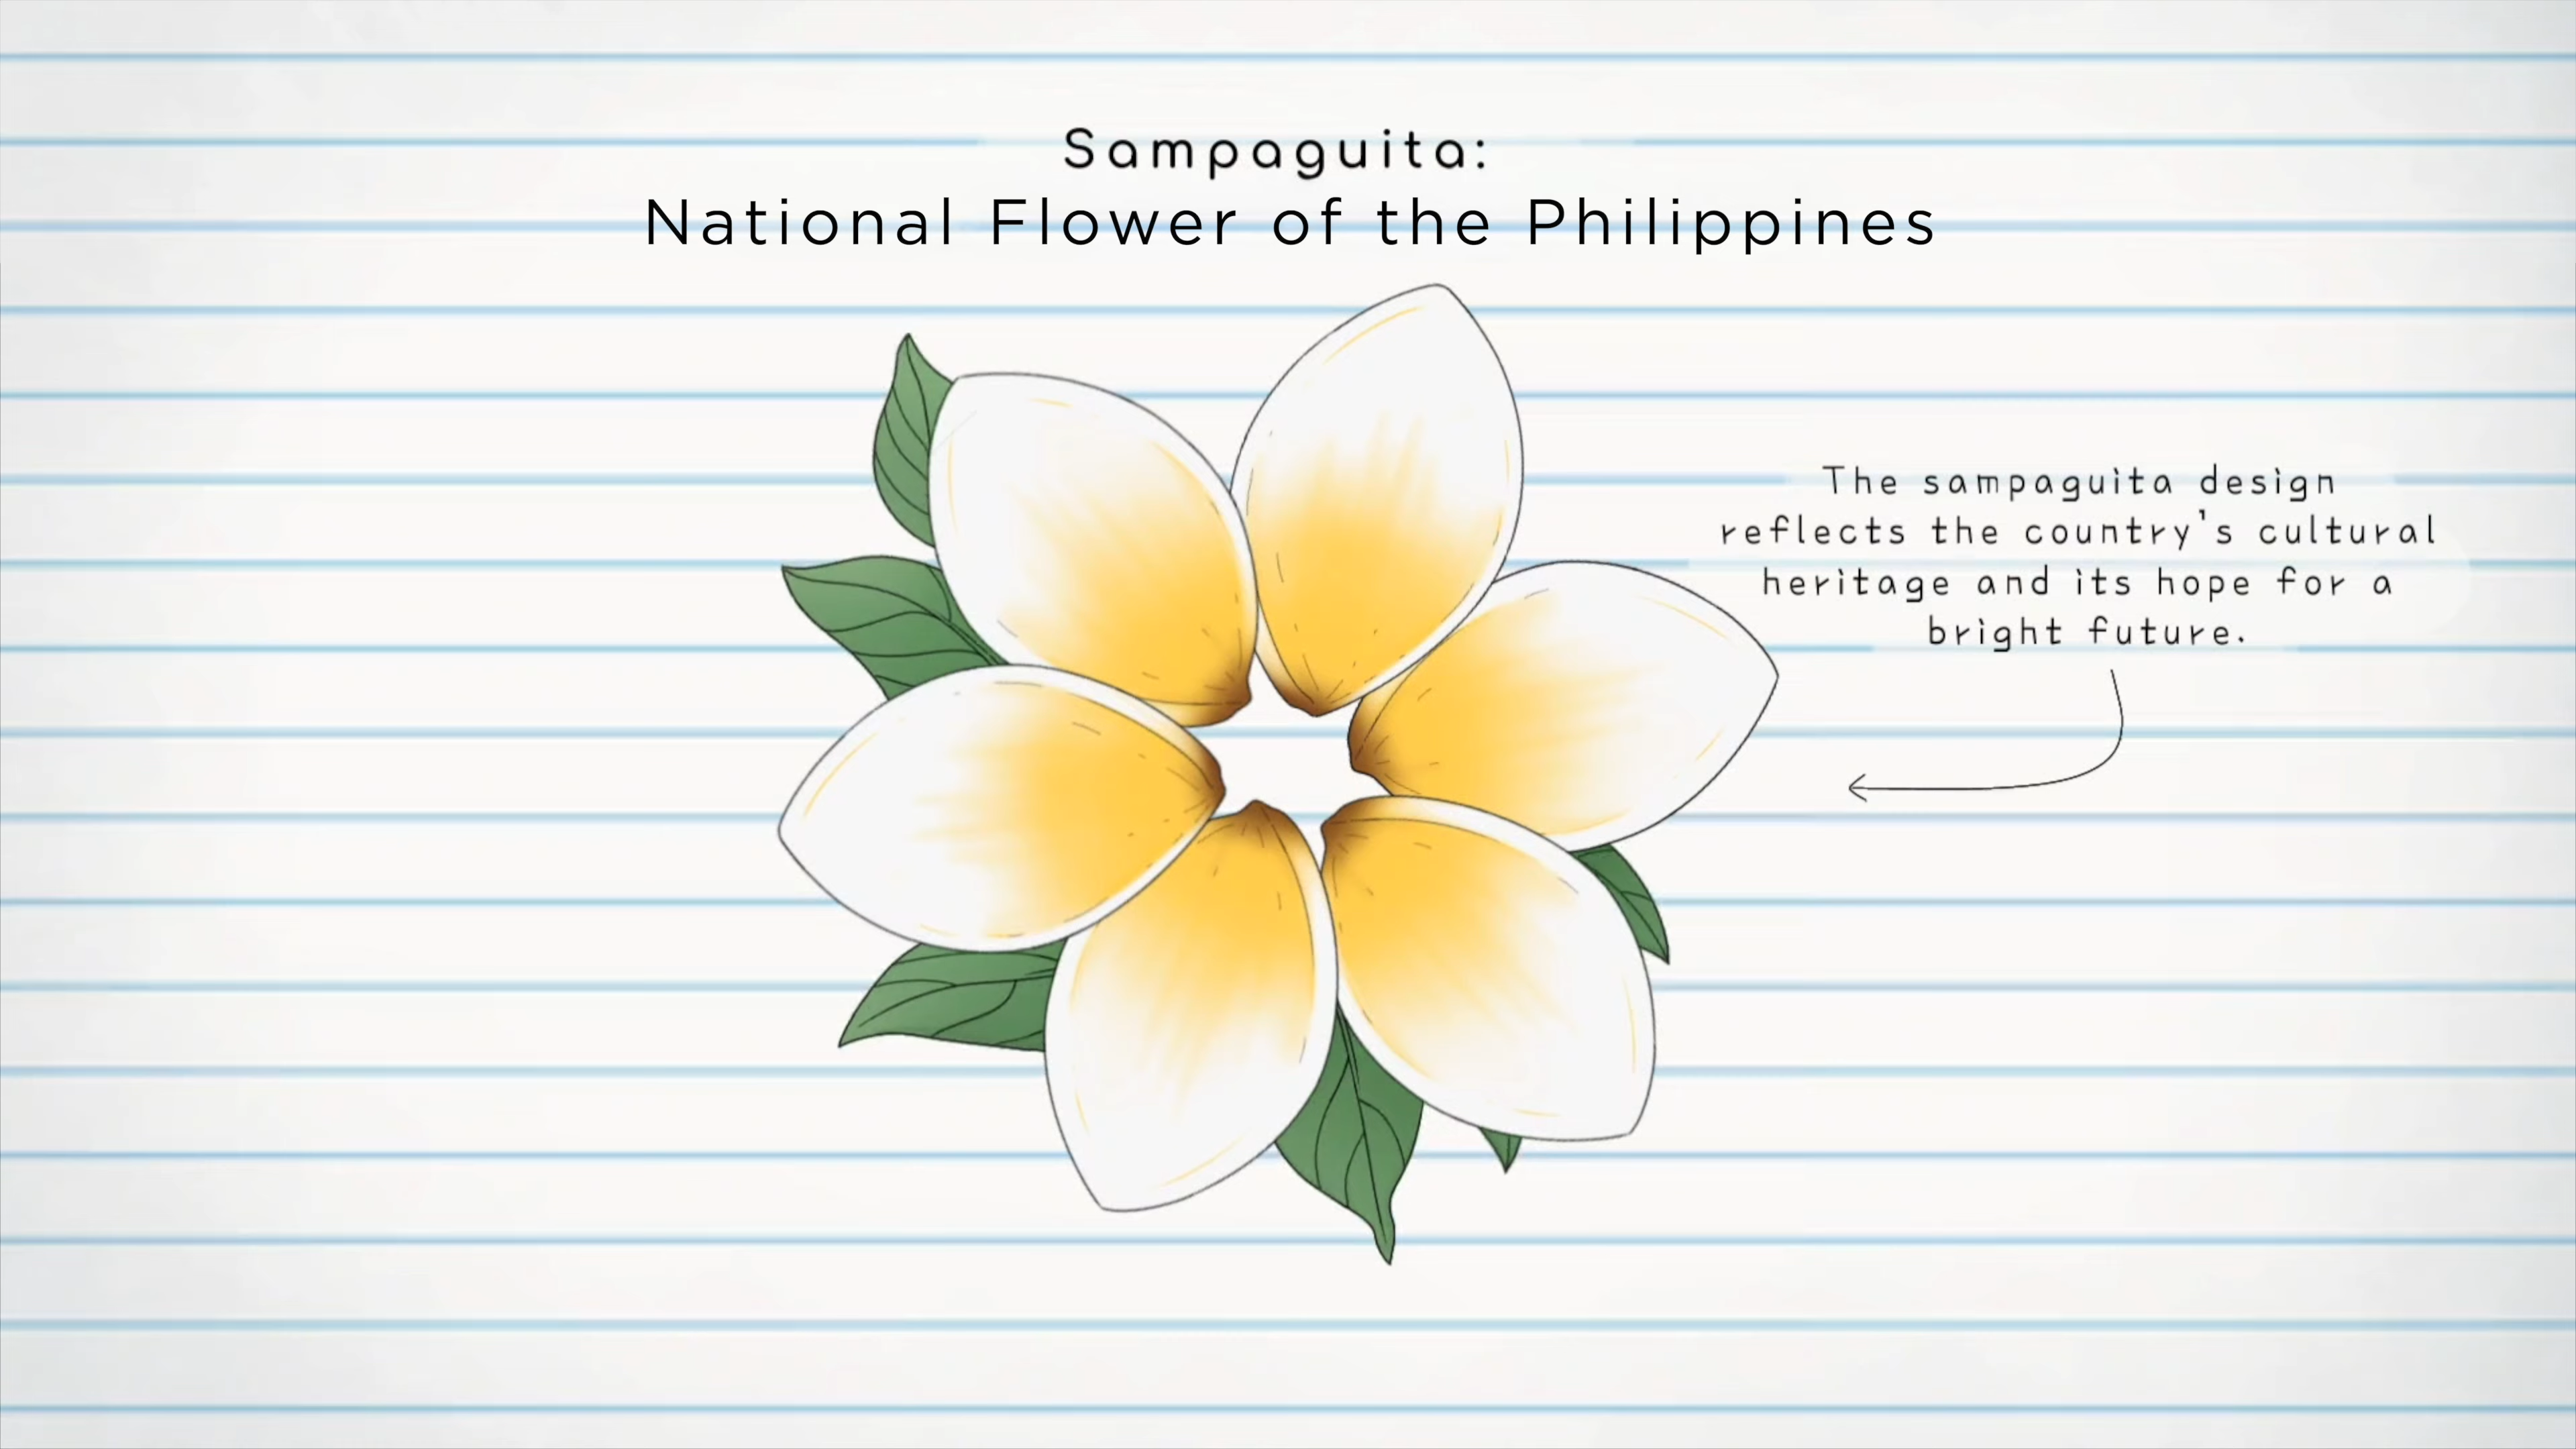 Sampaguita:
National Flower of the Philippines
The sampaguita design
reflects the country's cultural
heritage and its hope for a
bright future.